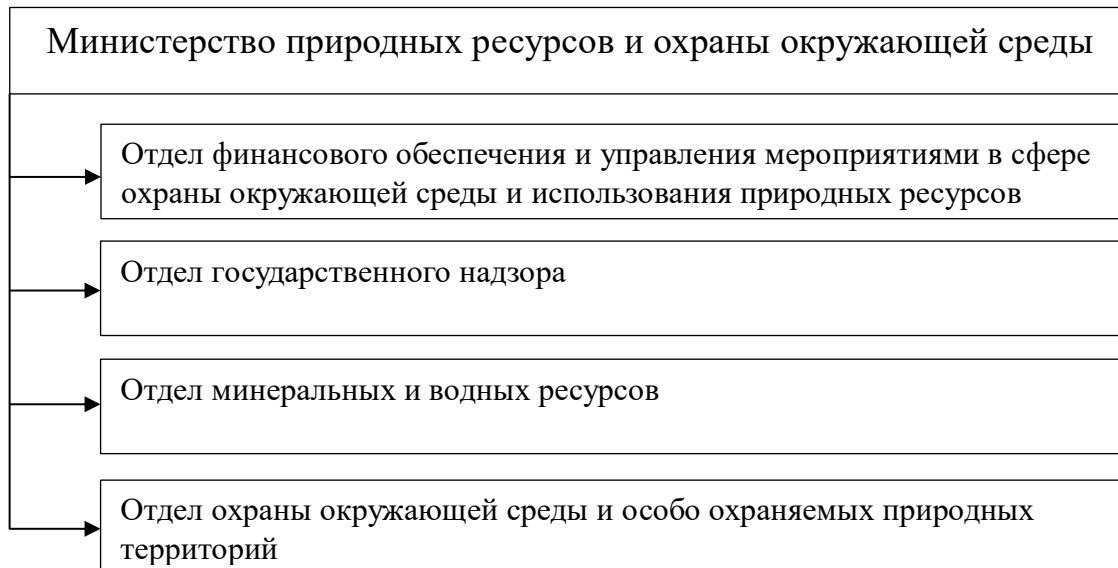 Министерство природных ресурсов и охраны окружающей среды
Отдел финансового обеспечения и управления мероприятиями в сфере
охраны окружающей среды и использования природных ресурсов
Отдел государственного надзора
Отдел минеральных и водных ресурсов
Отдел охраны окружающей среды и особо охраняемых природных
территорий